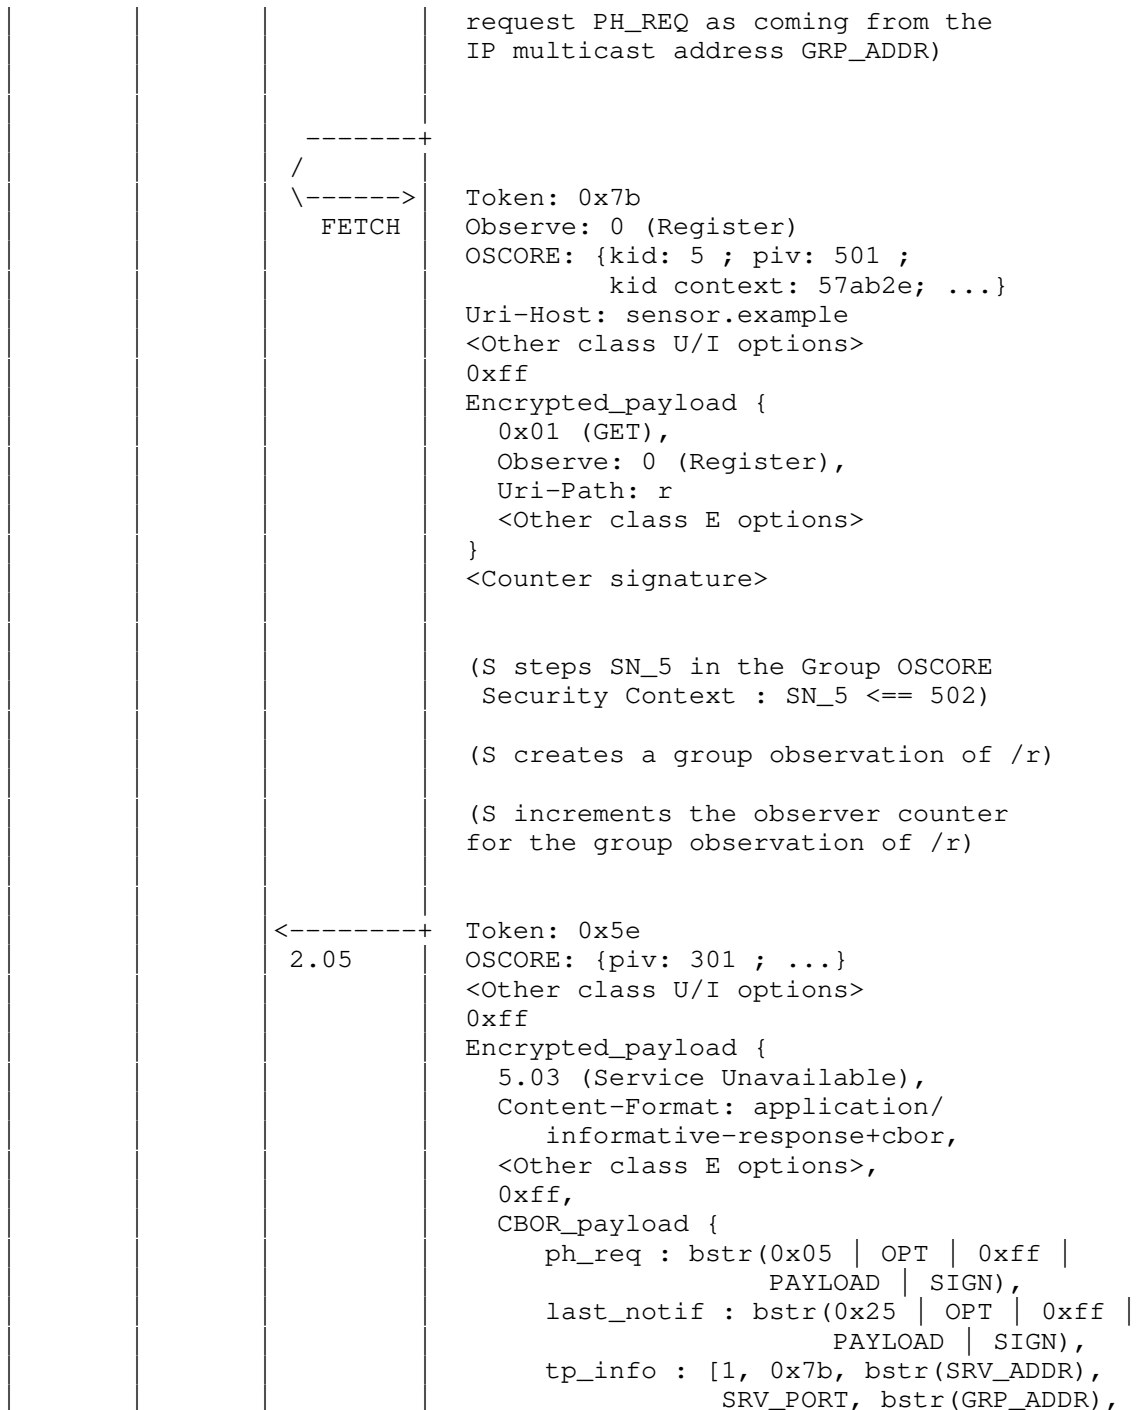 request PH_REQ as coming from the
IP multicast address GRP_ADDR)
-------+
/
\------>
Token: 0x7b
FETCH
Observe: 0 (Register)
OSCORE: {kid: 5 ; piv: 501 ;
kid context: 57ab2e; ...}
Uri-Host: sensor.example
<Other class U/I options>
0xff
Encrypted_payload {
0x01 (GET),
Observe: 0 (Register),
Uri-Path: r
<Other class E options>
}
<Counter signature>
(S steps SN_5 in the Group OSCORE
Security Context : SN_5 <== 502)
(S creates a group observation of /r)
(S increments the observer counter
for the group observation of /r)
<--------+ Token: 0x5e
2.05 OSCORE: {piv: 301 ; ...}
<Other class U/I options>
0xff
Encrypted_payload {
5.03 (Service Unavailable),
Content-Format: application/
informative-response+cbor,
<Other class E options>,
0xff,
CBOR_payload {
ph_req : bstr(0x05 | OPT | 0xff |
PAYLOAD | SIGN),
last_notif : bstr(0x25 | OPT | 0xff |
PAYLOAD | SIGN),
tp_info : [1, 0x7b, bstr(SRV_ADDR),
SRV_PORT, bstr(GRP_ADDR),